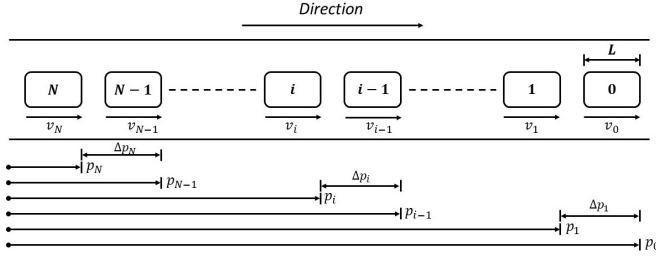 Direction
L
N N − 1 i i − 1 1 0
v_N v_{N−1} v_i v_{i−1} v_1 v_0
Δp_N
p_N
p_{N−1} Δp_i
p_i
p_{i−1} Δp_1
p_1
p_0